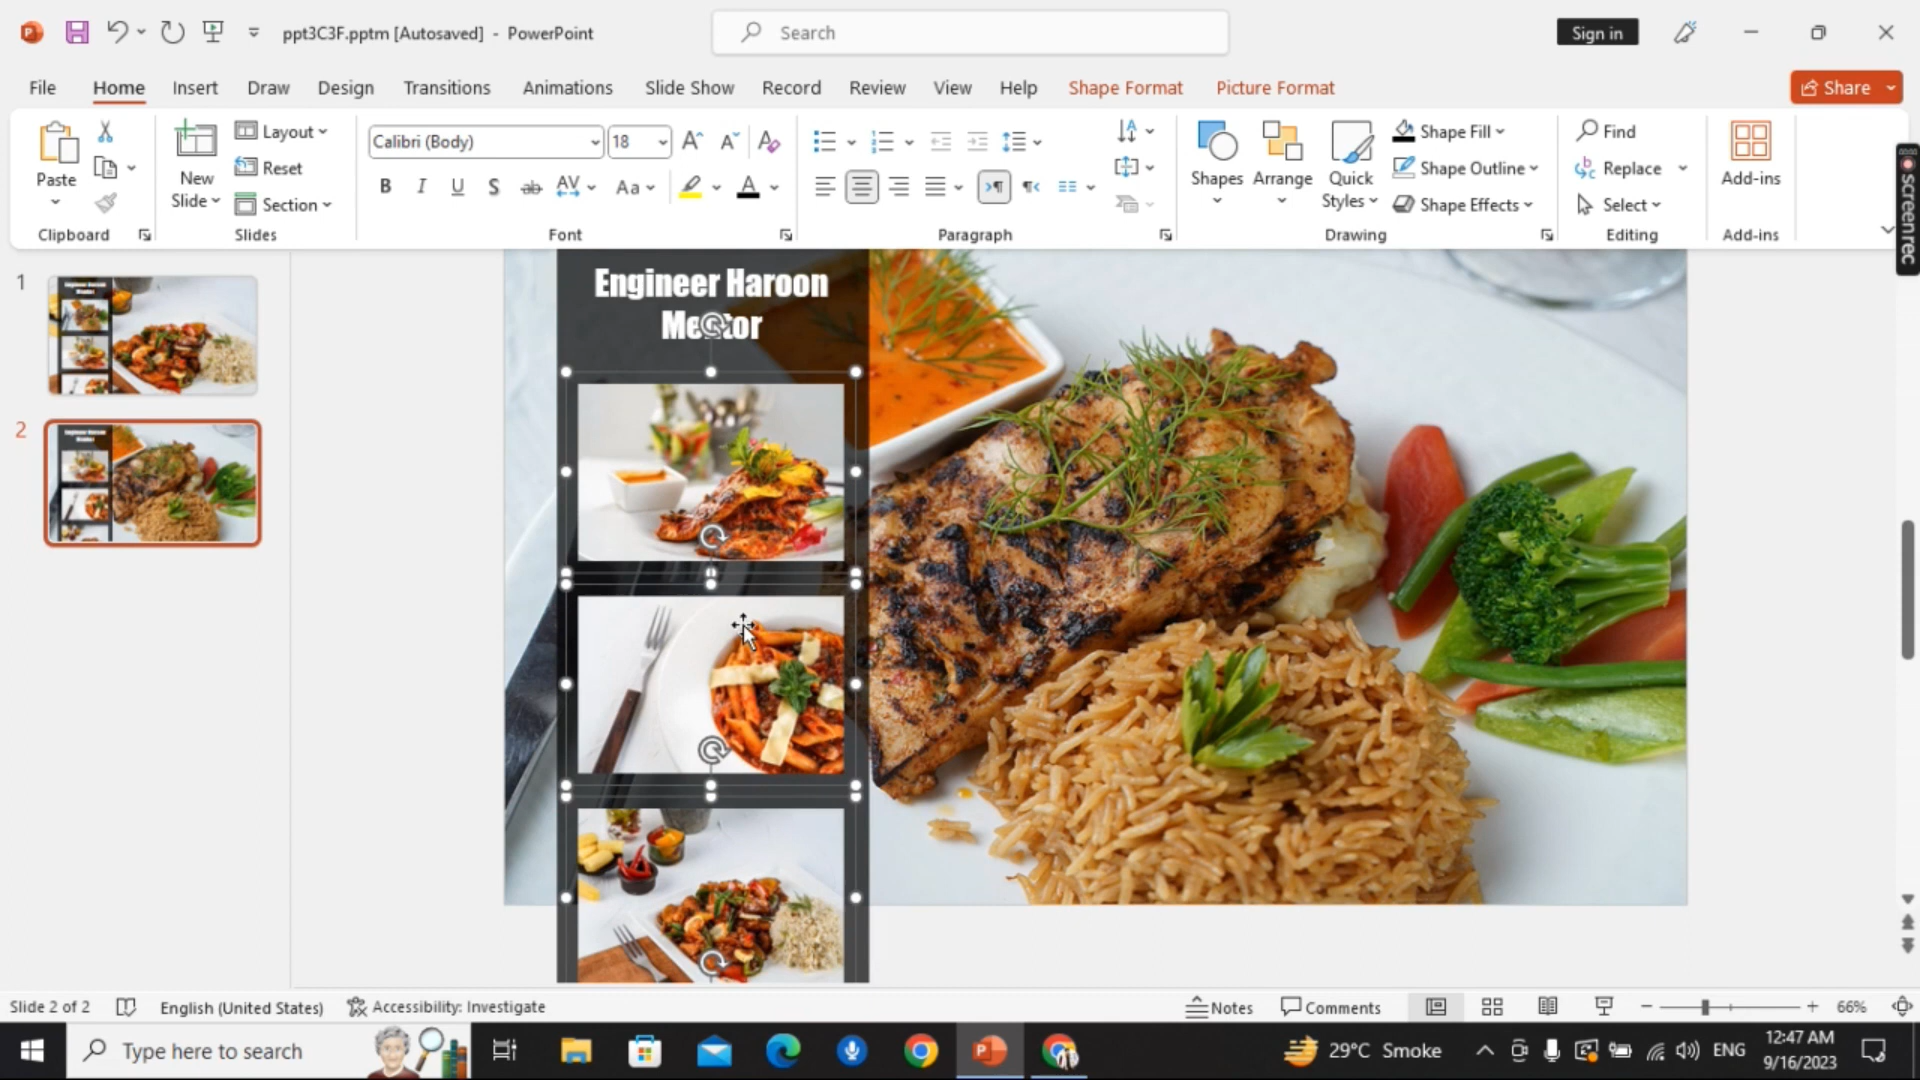 ppt3C3F.pptm [Autosaved] - PowerPoint
Search
Sign in
File Home Insert Draw Design Transitions Animations Slide Show Record Review View Help Shape Format Picture Format
Share
Paste
Clipboard
New Slide
Layout
Reset
Section
Slides
Calibri (Body) 18
Font
Paragraph
Shapes
Arrange
Quick Styles
Shape Fill
Shape Outline
Shape Effects
Drawing
Find
Replace
Select
Editing
Add-ins
Add-ins
screenrec
1
2
Engineer Haroon
Mentor
Slide 2 of 2 English (United States) Accessibility: Investigate
Notes Comments 66%
Type here to search
29°C Smoke
ENG
12:47 AM
9/16/2023